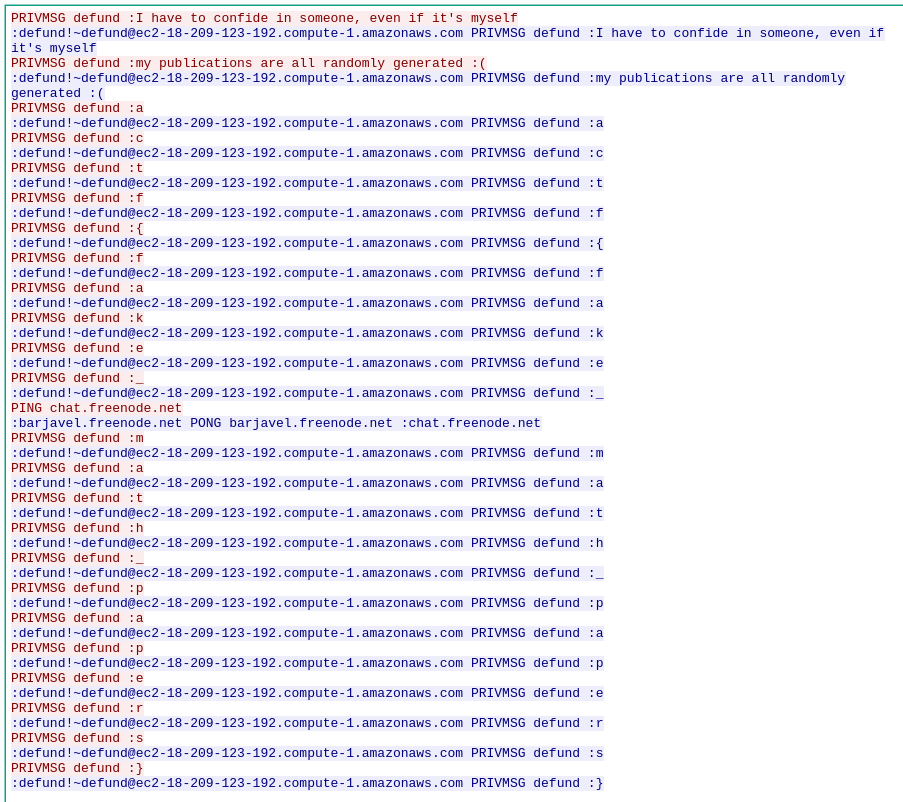 PRIVMSG defund :I have to confide in someone, even if it's myself
:defund!~defund@ec2-18-209-123-192.compute-1.amazonaws.com PRIVMSG defund :I have to confide in someone, even if
it's myself
PRIVMSG defund :my publications are all randomly generated :(
:defund!~defund@ec2-18-209-123-192.compute-1.amazonaws.com PRIVMSG defund :my publications are all randomly
generated :(
PRIVMSG defund :a
:defund!~defund@ec2-18-209-123-192.compute-1.amazonaws.com PRIVMSG defund :a
PRIVMSG defund :c
:defund!~defund@ec2-18-209-123-192.compute-1.amazonaws.com PRIVMSG defund :c
PRIVMSG defund :t
:defund!~defund@ec2-18-209-123-192.compute-1.amazonaws.com PRIVMSG defund :t
PRIVMSG defund :f
:defund!~defund@ec2-18-209-123-192.compute-1.amazonaws.com PRIVMSG defund :f
PRIVMSG defund :{
:defund!~defund@ec2-18-209-123-192.compute-1.amazonaws.com PRIVMSG defund :{
PRIVMSG defund :f
:defund!~defund@ec2-18-209-123-192.compute-1.amazonaws.com PRIVMSG defund :f
PRIVMSG defund :a
:defund!~defund@ec2-18-209-123-192.compute-1.amazonaws.com PRIVMSG defund :a
PRIVMSG defund :k
:defund!~defund@ec2-18-209-123-192.compute-1.amazonaws.com PRIVMSG defund :k
PRIVMSG defund :e
:defund!~defund@ec2-18-209-123-192.compute-1.amazonaws.com PRIVMSG defund :e
PRIVMSG defund :_
:defund!~defund@ec2-18-209-123-192.compute-1.amazonaws.com PRIVMSG defund :_
PING chat.freenode.net
:barjavel.freenode.net PONG barjavel.freenode.net :chat.freenode.net
PRIVMSG defund :m
:defund!~defund@ec2-18-209-123-192.compute-1.amazonaws.com PRIVMSG defund :m
PRIVMSG defund :a
:defund!~defund@ec2-18-209-123-192.compute-1.amazonaws.com PRIVMSG defund :a
PRIVMSG defund :t
:defund!~defund@ec2-18-209-123-192.compute-1.amazonaws.com PRIVMSG defund :t
PRIVMSG defund :h
:defund!~defund@ec2-18-209-123-192.compute-1.amazonaws.com PRIVMSG defund :h
PRIVMSG defund :_
:defund!~defund@ec2-18-209-123-192.compute-1.amazonaws.com PRIVMSG defund :_
PRIVMSG defund :p
:defund!~defund@ec2-18-209-123-192.compute-1.amazonaws.com PRIVMSG defund :p
PRIVMSG defund :a
:defund!~defund@ec2-18-209-123-192.compute-1.amazonaws.com PRIVMSG defund :a
PRIVMSG defund :p
:defund!~defund@ec2-18-209-123-192.compute-1.amazonaws.com PRIVMSG defund :p
PRIVMSG defund :e
:defund!~defund@ec2-18-209-123-192.compute-1.amazonaws.com PRIVMSG defund :e
PRIVMSG defund :r
:defund!~defund@ec2-18-209-123-192.compute-1.amazonaws.com PRIVMSG defund :r
PRIVMSG defund :s
:defund!~defund@ec2-18-209-123-192.compute-1.amazonaws.com PRIVMSG defund :s
PRIVMSG defund :}
:defund!~defund@ec2-18-209-123-192.compute-1.amazonaws.com PRIVMSG defund :}